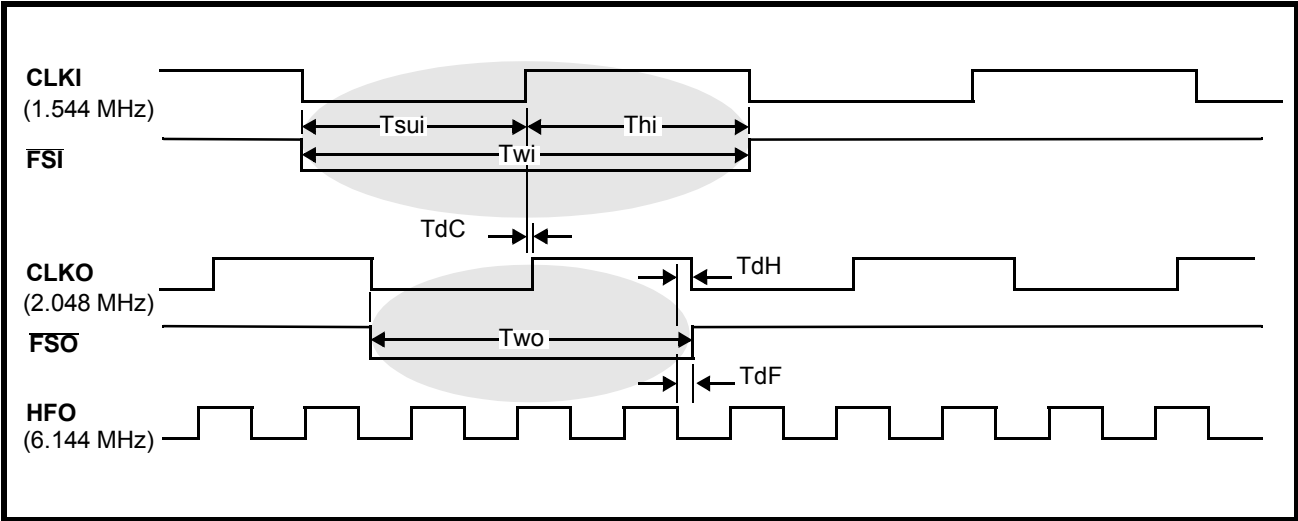 CLKI
(1.544 MHz)
Tsui
Thi
FSI
Twi
TdC
CLKO
(2.048 MHz)
TdH
FSO
Two
TdF
HFO
(6.144 MHz)